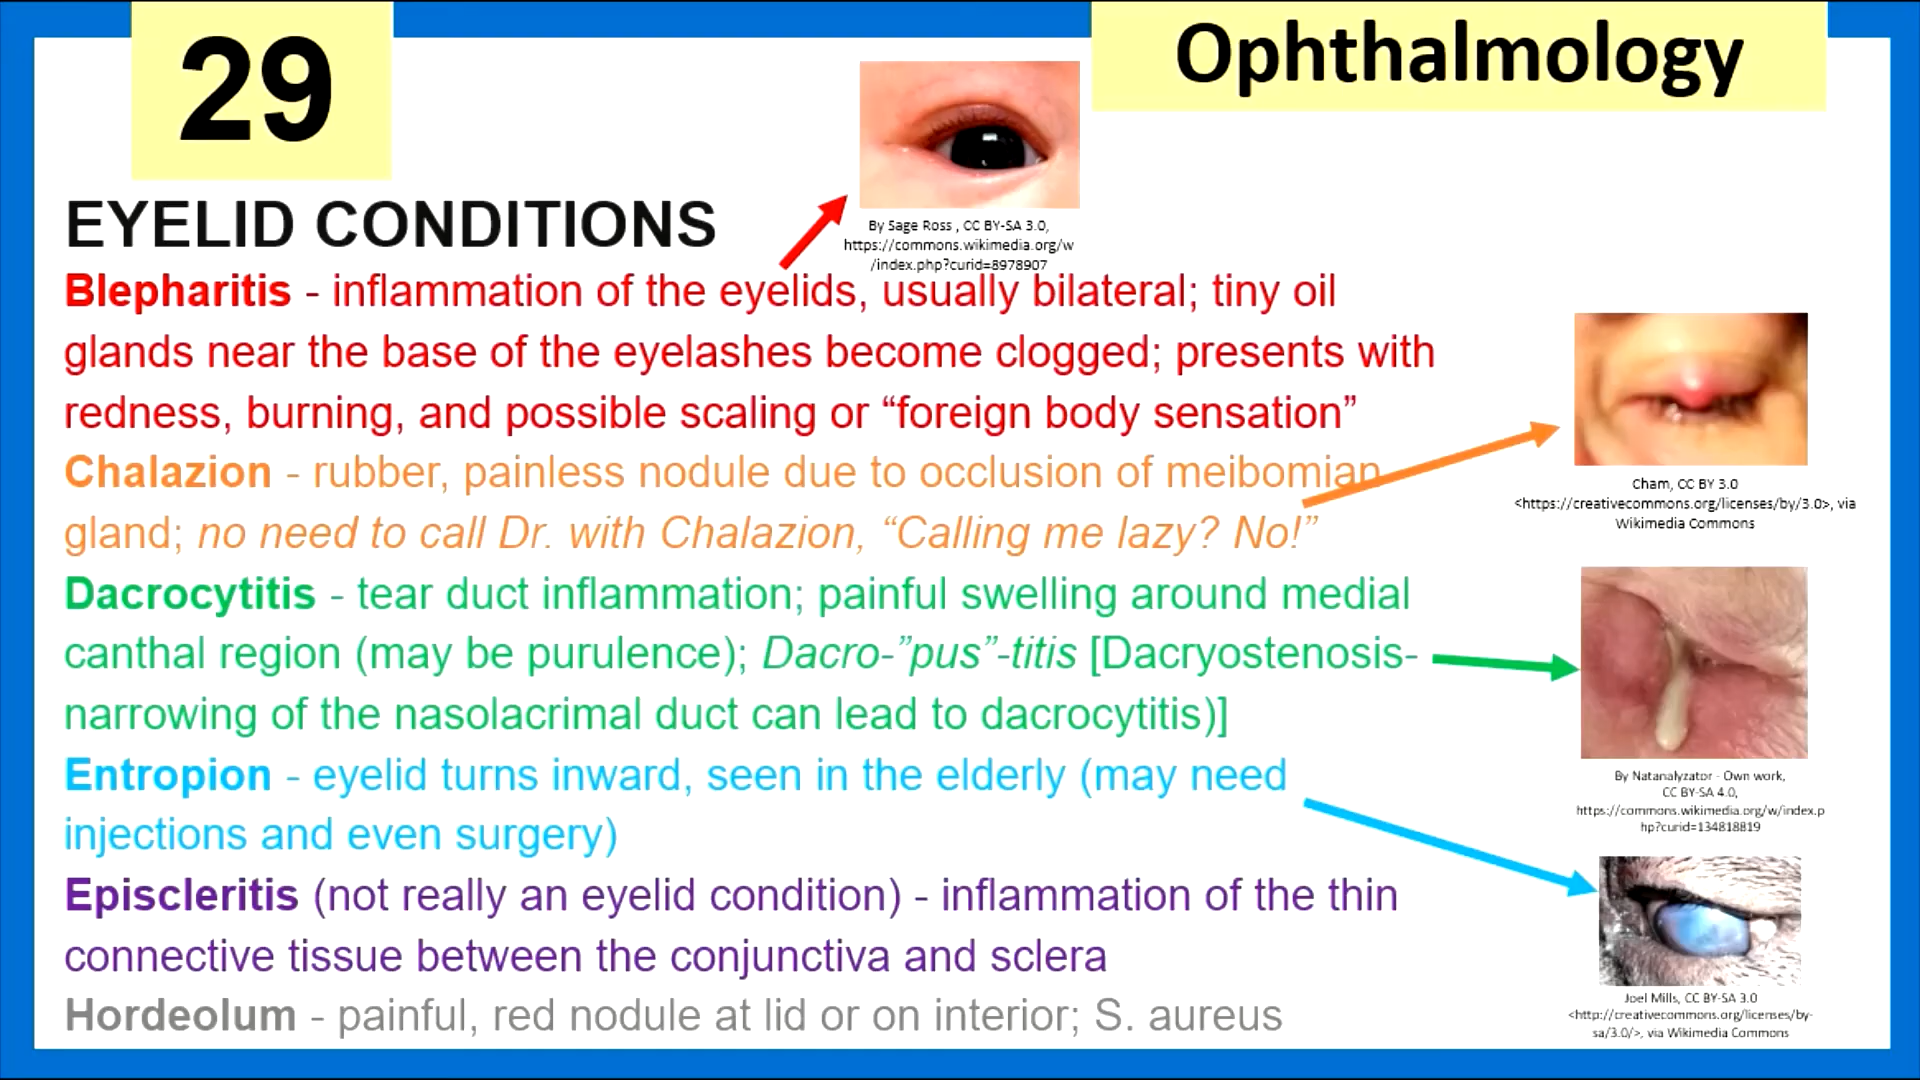 29
Ophthalmology
By Sage Ross , CC BY-SA 3.0,
https://commons.wikimedia.org/w
/index.php?curid=8978907
EYELID CONDITIONS
Blepharitis - inflammation of the eyelids, usually bilateral; tiny oil
glands near the base of the eyelashes become clogged; presents with
redness, burning, and possible scaling or “foreign body sensation”
Chalazion - rubber, painless nodule due to occlusion of meibomian
gland; no need to call Dr. with Chalazion, “Calling me lazy? No!”
Cham, CC BY 3.0
<https://creativecommons.org/licenses/by/3.0>, via
Wikimedia Commons
Dacrocytitis - tear duct inflammation; painful swelling around medial
canthal region (may be purulence); Dacro-”pus”-titis [Dacryostenosis-
narrowing of the nasolacrimal duct can lead to dacrocytitis)]
By Natanalyzator - Own work,
CC BY-SA 4.0,
https://commons.wikimedia.org/w/index.p
hp?curid=134818819
Entropion - eyelid turns inward, seen in the elderly (may need
injections and even surgery)
Episcleritis (not really an eyelid condition) - inflammation of the thin
connective tissue between the conjunctiva and sclera
Hordeolum - painful, red nodule at lid or on interior; S. aureus
Joel Mills, CC BY-SA 3.0
<http://creativecommons.org/licenses/by-
sa/3.0/>, via Wikimedia Commons